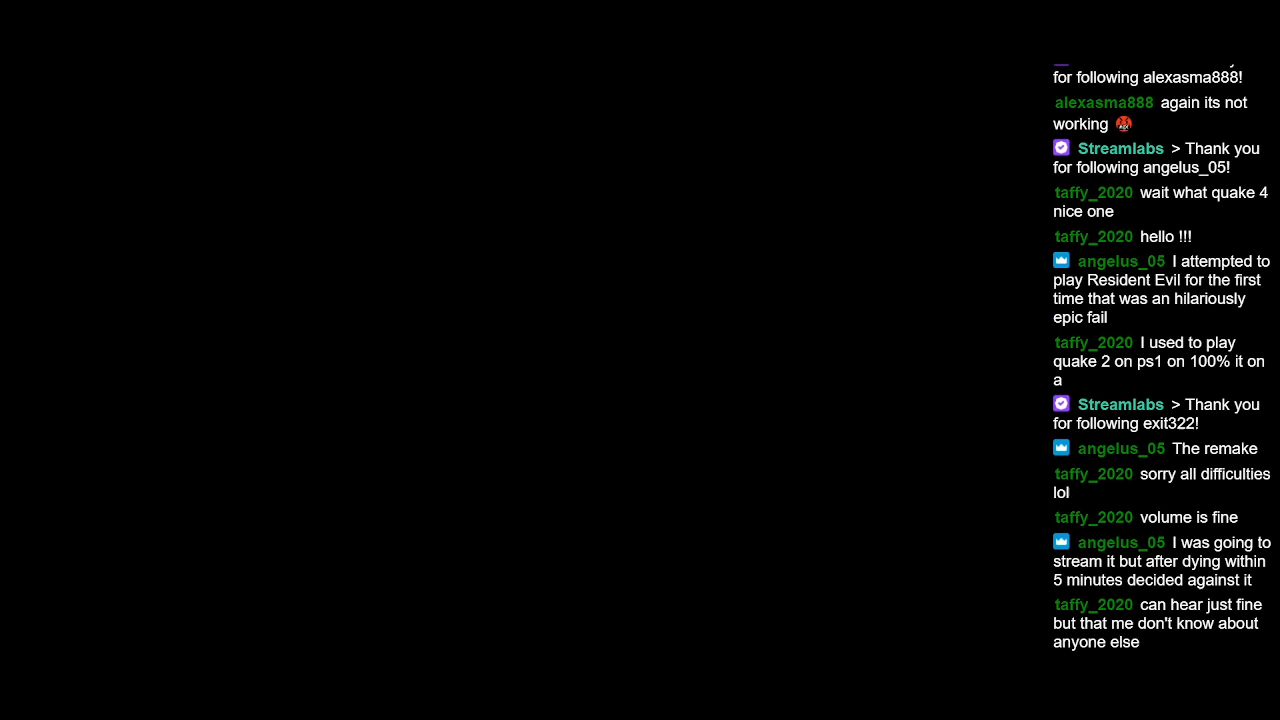 for following alexasma888!
alexasma888 again its not
working
Streamlabs > Thank you
for following angelus_05!
taffy_2020 wait what quake 4
nice one
taffy_2020 hello !!!
angelus_05 I attempted to
play Resident Evil for the first
time that was an hilariously
epic fail
taffy_2020 I used to play
quake 2 on ps1 on 100% it on
a
Streamlabs > Thank you
for following exit322!
angelus_05 The remake
taffy_2020 sorry all difficulties
lol
taffy_2020 volume is fine
angelus_05 I was going to
stream it but after dying within
5 minutes decided against it
taffy_2020 can hear just fine
but that me don't know about
anyone else